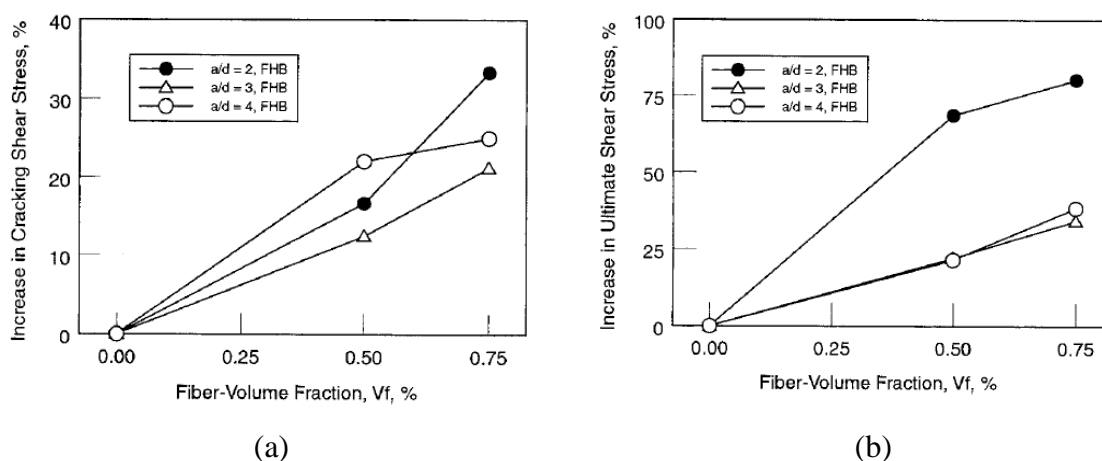 Increase in Cracking Shear Stress, %
40
30
20
10
0
a/d = 2, FHB
a/d = 3, FHB
a/d = 4, FHB
0.00 0.25 0.50 0.75
Fiber-Volume Fraction, Vf, %
(a)
Increase in Ultimate Shear Stress, %
100
75
50
25
0
a/d = 2, FHB
a/d = 3, FHB
a/d = 4, FHB
0.00 0.25 0.50 0.75
Fiber-Volume Fraction, Vf, %
(b)